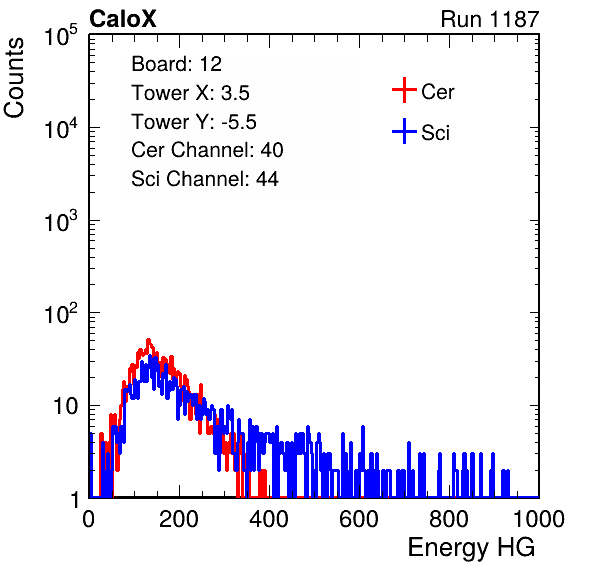 CaloX Run 1187
Counts
Board: 12
Tower X: 3.5
Tower Y: -5.5
Cer Channel: 40
Sci Channel: 44
Cer
Sci
10^5
10^4
10^3
10^2
10
1
0 200 400 600 800 1000
Energy HG